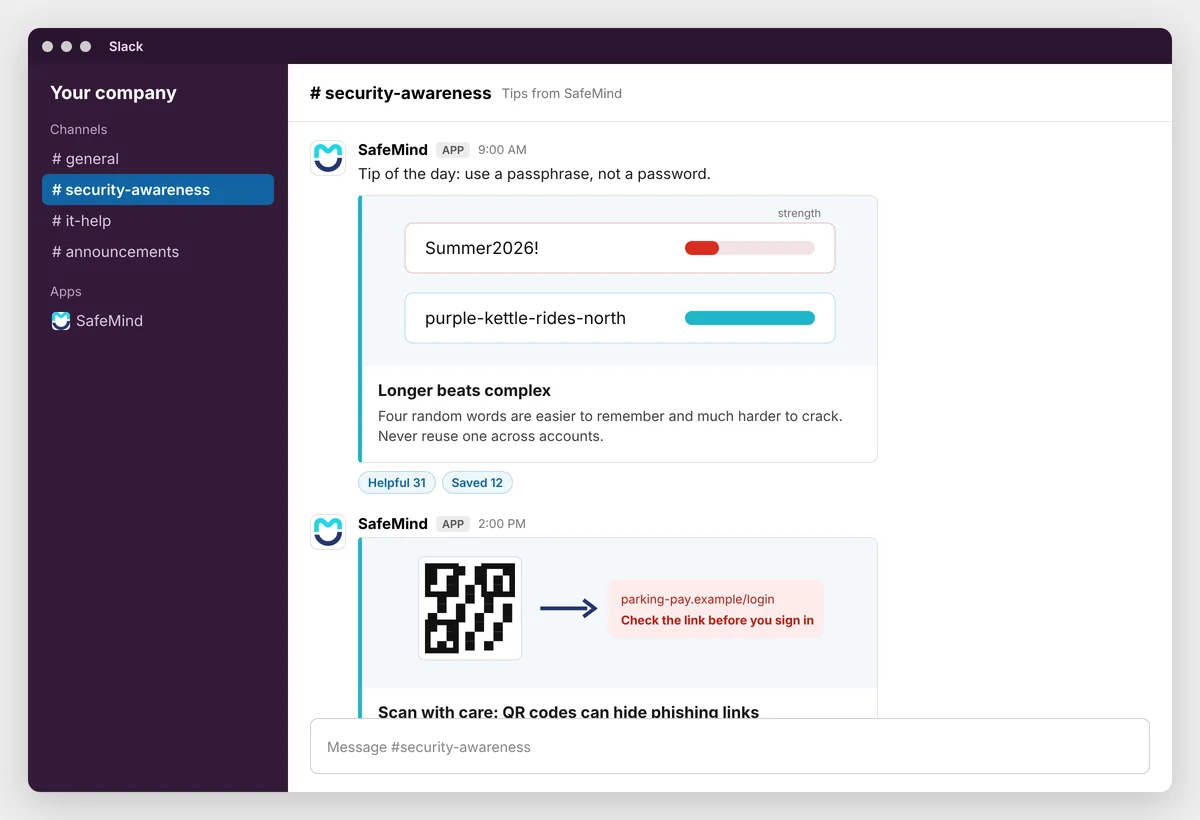 Slack
Your company
Channels
# general
# security-awareness
# it-help
# announcements
Apps
SafeMind
# security-awareness Tips from SafeMind
SafeMind APP 9:00 AM
Tip of the day: use a passphrase, not a password.
strength
Summer2026!
purple-kettle-rides-north
Longer beats complex
Four random words are easier to remember and much harder to crack.
Never reuse one across accounts.
Helpful 31 Saved 12
SafeMind APP 2:00 PM
parking-pay.example/login
Check the link before you sign in
Scan with care: QR codes can hide phishing links
Message #security-awareness